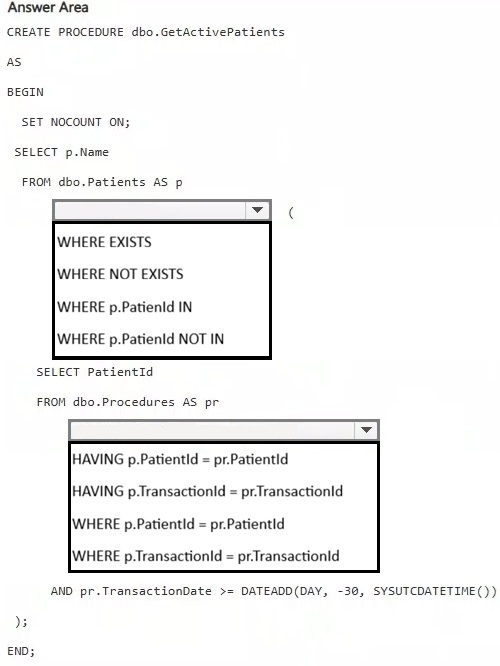 Answer Area
CREATE PROCEDURE dbo.GetActivePatients
AS
BEGIN
SET NOCOUNT ON;
SELECT p.Name
FROM dbo.Patients AS p
(
WHERE EXISTS
WHERE NOT EXISTS
WHERE p.PatienId IN
WHERE p.PatienId NOT IN
SELECT PatientId
FROM dbo.Procedures AS pr
HAVING p.PatientId = pr.PatientId
HAVING p.TransactionId = pr.TransactionId
WHERE p.PatientId = pr.PatientId
WHERE p.TransactionId = pr.TransactionId
AND pr.TransactionDate >= DATEADD(DAY, -30, SYSUTCDATETIME())
);
END;